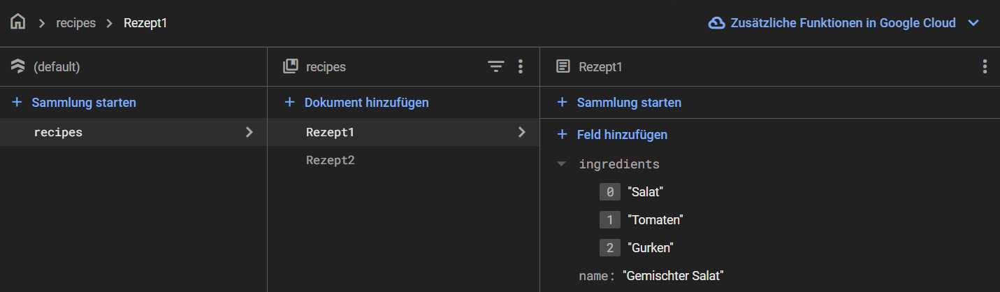 recipes Rezept1 Zusätzliche Funktionen in Google Cloud
(default) recipes Rezept1
Sammlung starten Dokument hinzufügen Sammlung starten
recipes Rezept1
Feld hinzufügen
Rezept2
ingredients
0 "Salat"
1 "Tomaten"
2 "Gurken"
name: "Gemischter Salat"